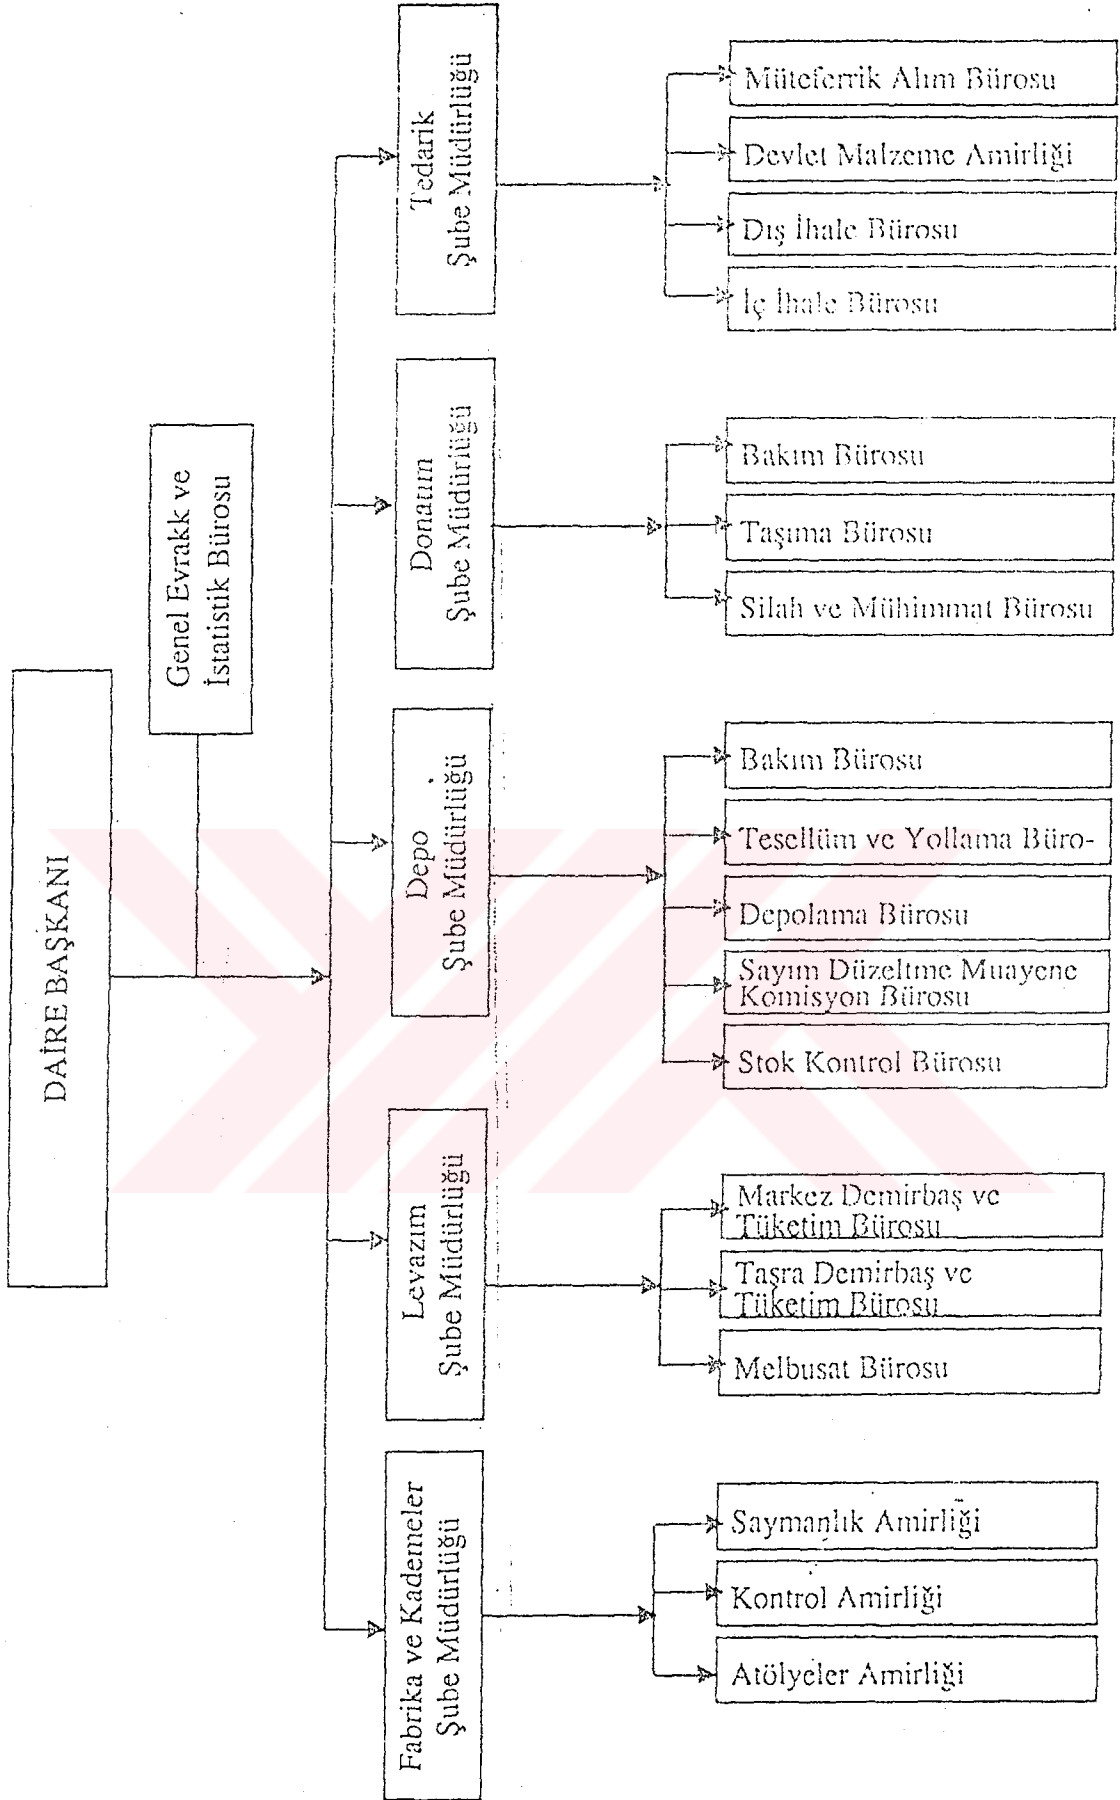 DAİRE BAŞKANI
Genel Evrakk ve
İstatistik Bürosu
Fabrika ve Kademeler
Şube Müdürlüğü
Levazım
Şube Müdürlüğü
Depo
Şube Müdürlüğü
Donatım
Şube Müdürlüğü
Tedarik
Şube Müdürlüğü
Atölyeler Amirliği
Kontrol Amirliği
Saymanlık Amirliği
Melbusat Bürosu
Taşra Demirbaş ve
Tüketim Bürosu
Markez Demirbaş ve
Tüketim Bürosu
Stok Kontrol Bürosu
Sayım Düzeltme Muayene
Komisyon Bürosu
Depolama Bürosu
Tesellüm ve Yollama Büro-
Bakım Bürosu
Silah ve Mühimmat Bürosu
Taşıma Bürosu
Bakım Bürosu
İç İhale Bürosu
Dış İhale Bürosu
Devlet Malzeme Amirliği
Müteferrik Alım Bürosu